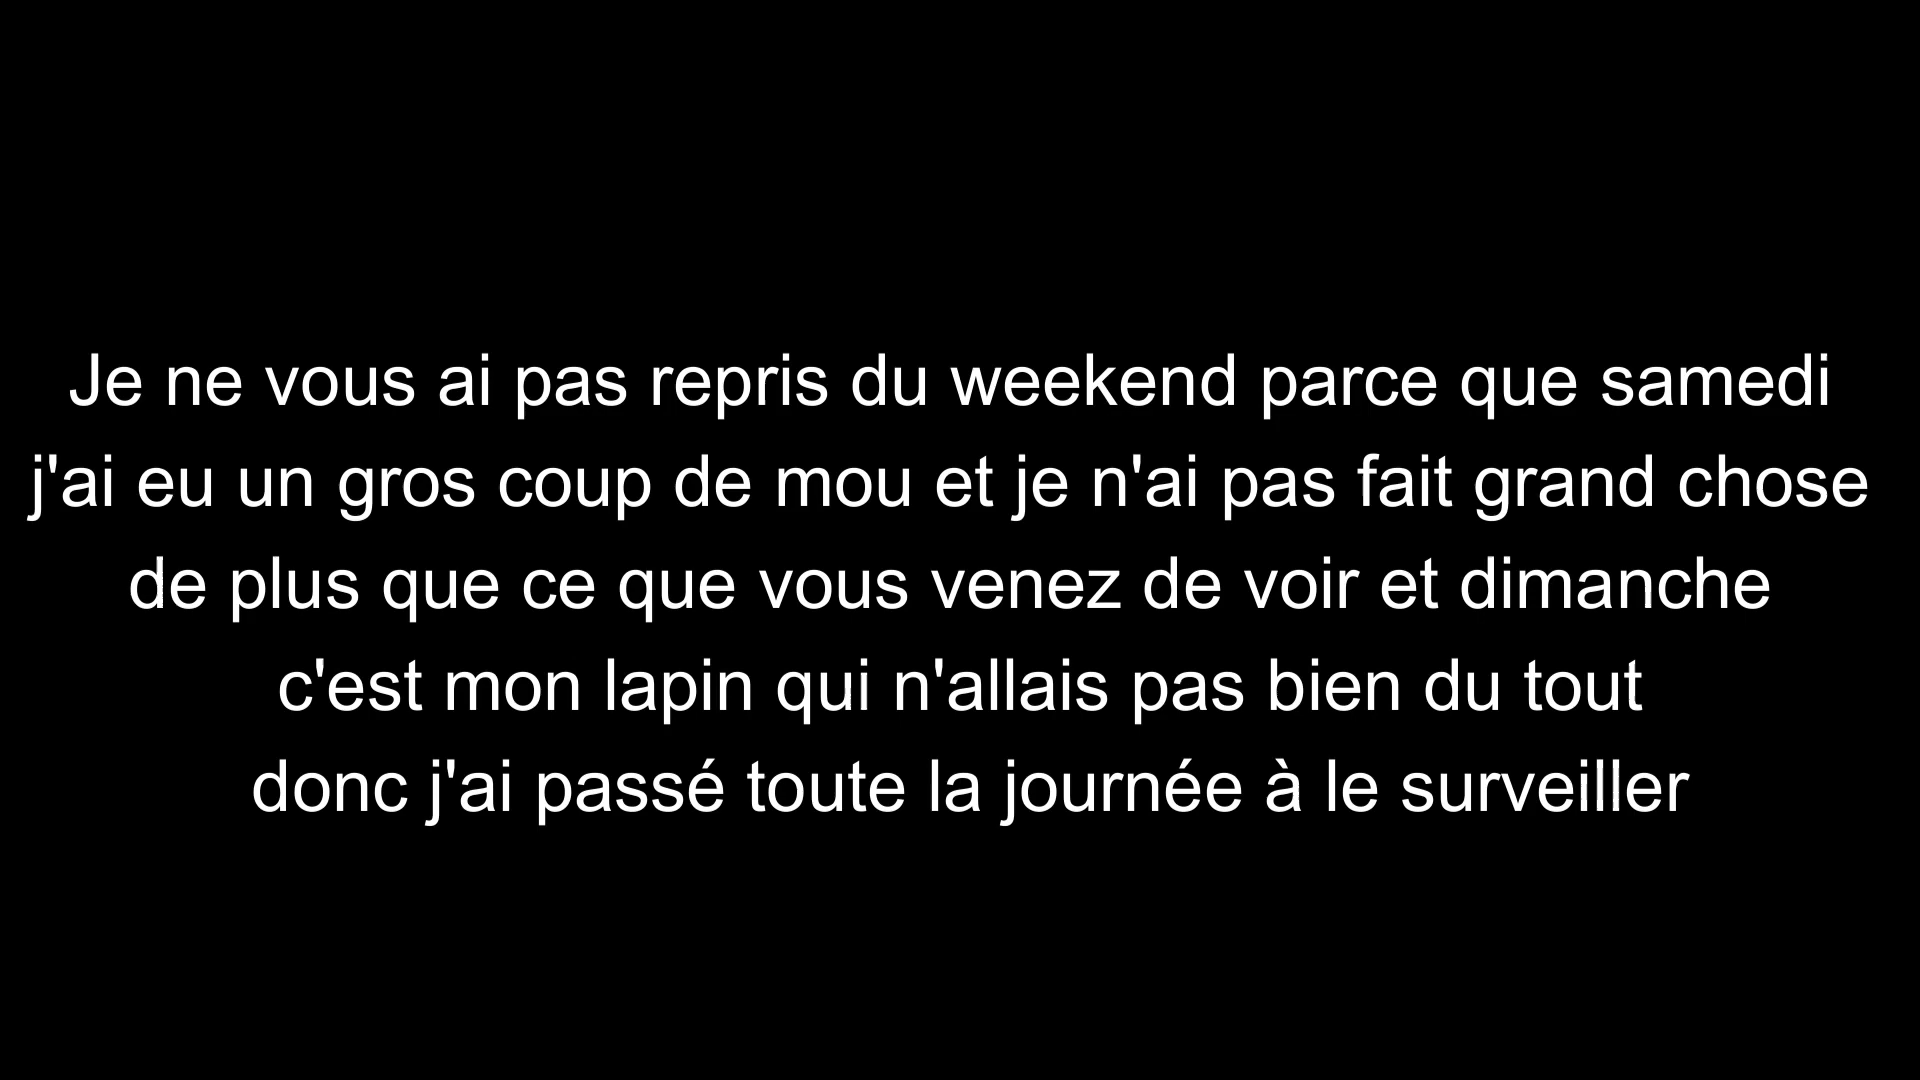 Je ne vous ai pas repris du weekend parce que samedi
j'ai eu un gros coup de mou et je n'ai pas fait grand chose
de plus que ce que vous venez de voir et dimanche
c'est mon lapin qui n'allais pas bien du tout
donc j'ai passé toute la journée à le surveiller